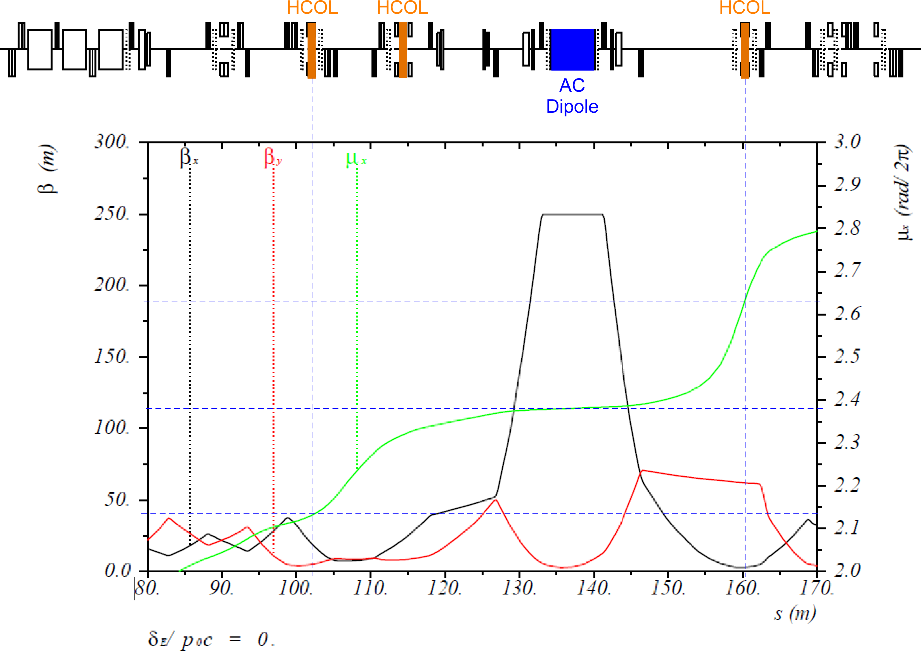 HCOL HCOL HCOL
AC
Dipole
β (m)
300.
250.
200.
150.
100.
50.
0.0
βx βy μx
3.0
2.9
2.8
2.7
2.6
2.5
2.4
2.3
2.2
2.1
2.0
μx (rad/ 2π)
80. 90. 100. 110. 120. 130. 140. 150. 160. 170.
s (m)
δE/ p0c = 0.